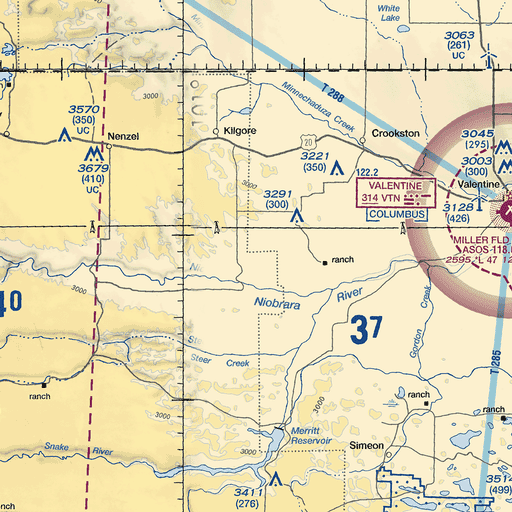 White
Lake
3063
(261)
UC
T 288
3000
3570
(350)
UC
Nenzel
Kilgore
Minnechaduza Creek
Crookston
20
3045
(295)
3003
(300)
3679
(410)
UC
3221
(350)
122.2
VALENTINE
314 VTN
COLUMBUS
Valentine
3000
3291
(300)
3128
(426)
MILLER FLD
ASOS 118.
2595 *L 47 12
ranch
3000
40
Niobrara River
37
Gordon Creek
T 285
Steer Creek
ranch
3000
ranch
ranch
Merritt
Reservoir
Simeon
Snake River
3000
3411
(276)
3514
(499)